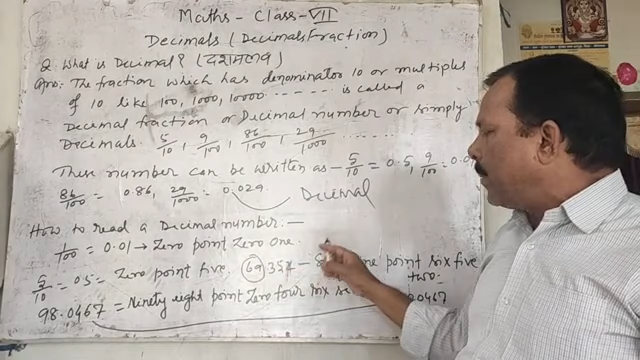 Maths - Class - VII
Decimals (Decimals Fraction)
Q. What is Decimal? (दशमलव)
Ans: The fraction which has denominator 10 or multiples
of 10 like 100, 1000, 10000 ------ is called a
Decimal fraction or Decimal number or simply
Decimals. 5/10, 9/100, 86/100, 29/1000 ------
These number can be written as - 5/10 = 0.5, 9/100 = 0.0
86/100 = 0.86, 29/1000 = 0.029
Decimal
How to read a Decimal number. —
1/100 = 0.01 → Zero point Zero One.
5/10 = 0.5 = Zero point five. 69.352 - point six five
two.
98.0467 = Ninety eight point Zero four six 0467